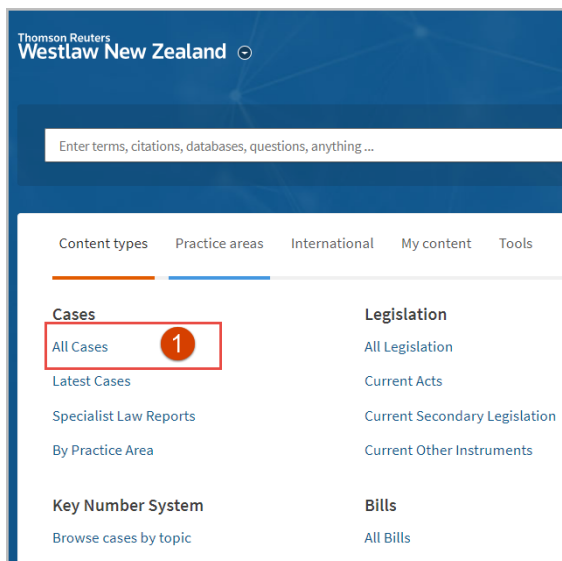 Thomson Reuters
Westlaw New Zealand
Enter terms, citations, databases, questions, anything ...
Content types Practice areas International My content Tools
Cases Legislation
All Cases 1 All Legislation
Latest Cases Current Acts
Specialist Law Reports Current Secondary Legislation
By Practice Area Current Other Instruments
Key Number System Bills
Browse cases by topic All Bills